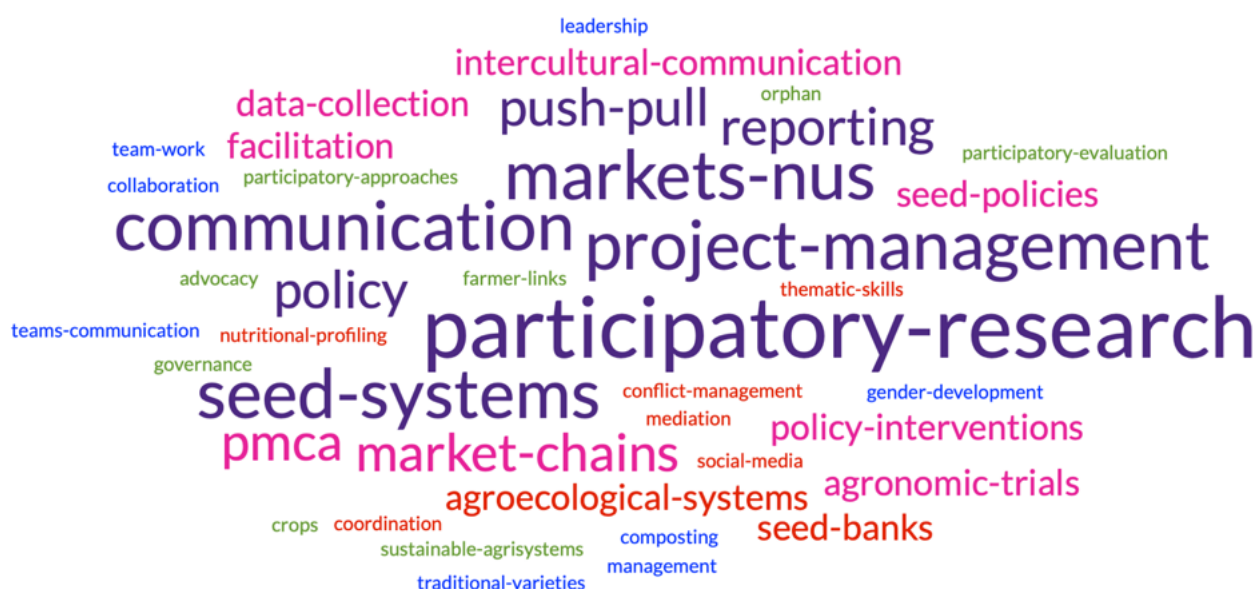 leadership
intercultural-communication
data-collection push-pull orphan
reporting
team-work facilitation participatory-evaluation
collaboration participatory-approaches markets-nus seed-policies
communication project-management
advocacy policy farmer-links thematic-skills
teams-communication nutritional-profiling participatory-research
governance
seed-systems conflict-management gender-development
mediation
pmca market-chains social-media policy-interventions
agroecological-systems agronomic-trials
crops coordination seed-banks
sustainable-agrisystems composting
management
traditional-varieties